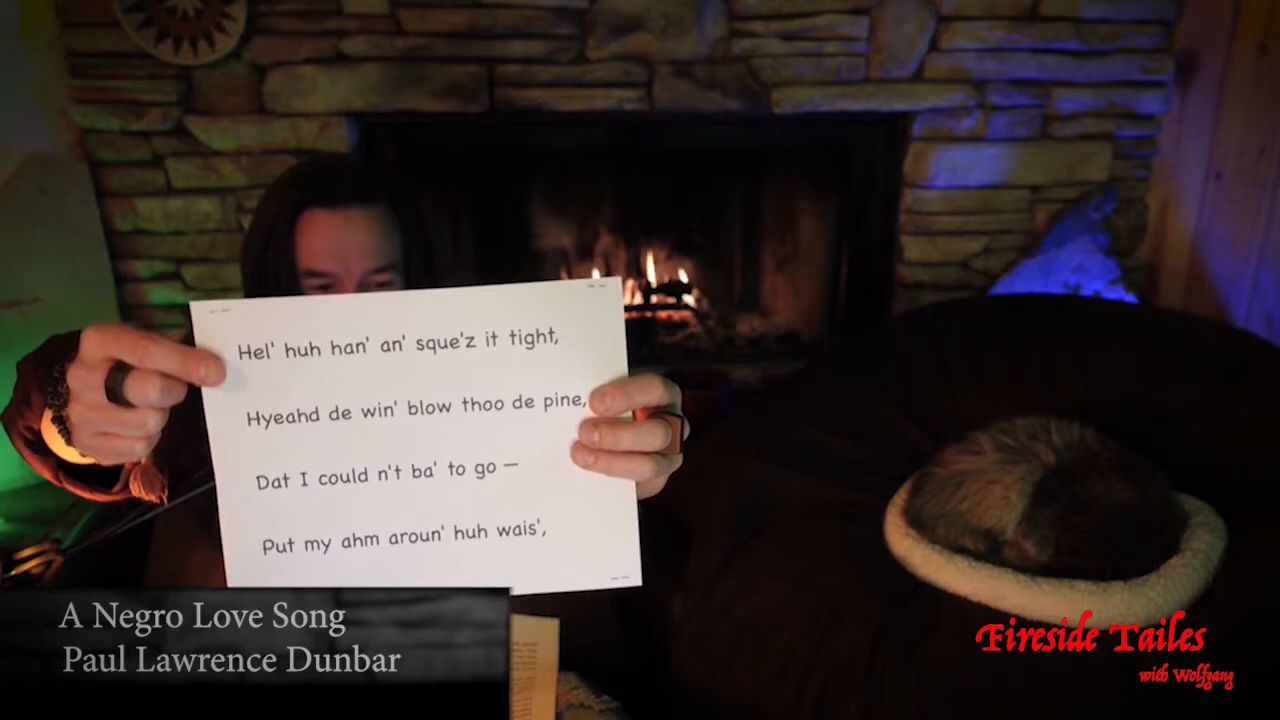 Hel' huh han' an' sque'z it tight,
Hyeahd de win' blow thoo de pine,
Dat I could n't ba' to go —
Put my ahm aroun' huh wais',
A Negro Love Song
Paul Lawrence Dunbar
Fireside Tailes
with Wolfgang